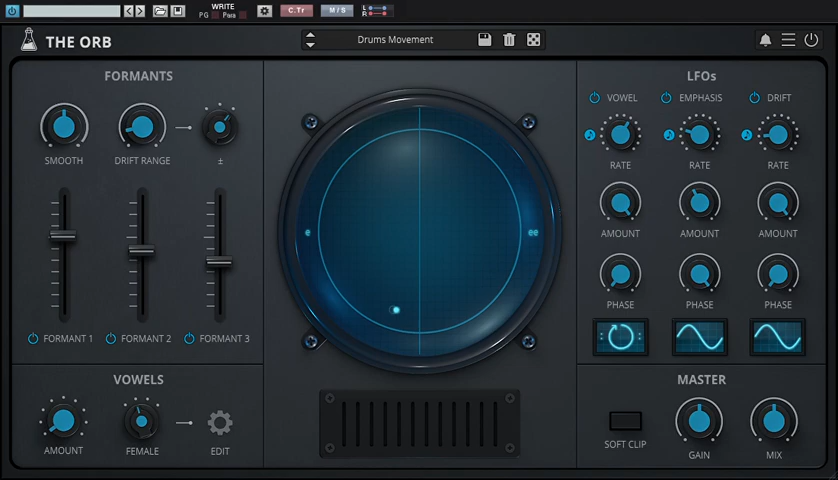 WRITE
PG Para
C.Tr
M/S
L
R
THE ORB
Drums Movement
FORMANTS
LFOs
VOWEL EMPHASIS DRIFT
SMOOTH DRIFT RANGE ±
RATE RATE RATE
e ee
AMOUNT AMOUNT AMOUNT
PHASE PHASE PHASE
FORMANT 1 FORMANT 2 FORMANT 3
VOWELS
MASTER
AMOUNT FEMALE EDIT
SOFT CLIP GAIN MIX